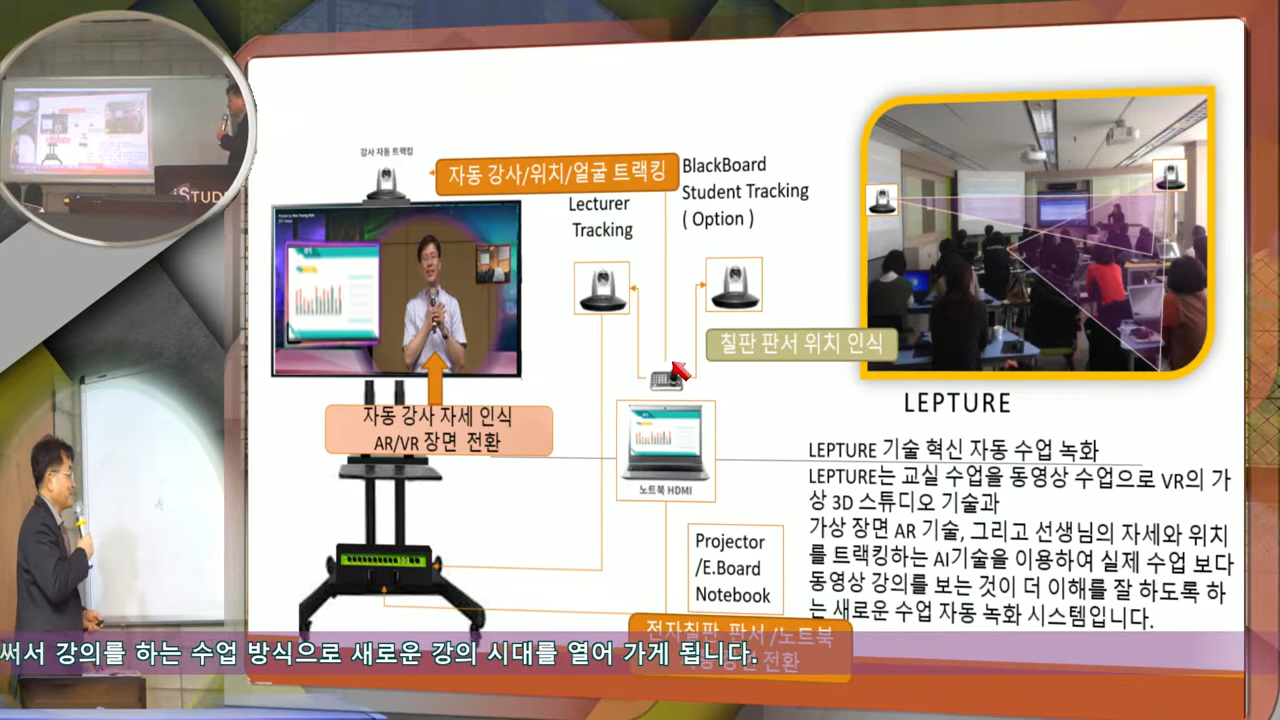 iSTUD
강사 자동 트랙킹
자동 강사/위치/얼굴 트랙킹
BlackBoard
Student Tracking
( Option )
Lecturer
Tracking
칠판 판서 위치 인식
자동 강사 자세 인식
AR/VR 장면 전환
노트북 HDMI
Projector
/E.Board
Notebook
전자칠판 판서 /노트북
전환
LEPTURE
LEPTURE 기술 혁신 자동 수업 녹화
LEPTURE는 교실 수업을 동영상 수업으로 VR의 가
상 3D 스튜디오 기술과
가상 장면 AR 기술, 그리고 선생님의 자세와 위치
를 트랙킹하는 AI기술을 이용하여 실제 수업 보다
동영상 강의를 보는 것이 더 이해를 잘 하도록 하
는 새로운 수업 자동 녹화 시스템입니다.
써서 강의를 하는 수업 방식으로 새로운 강의 시대를 열어 가게 됩니다.